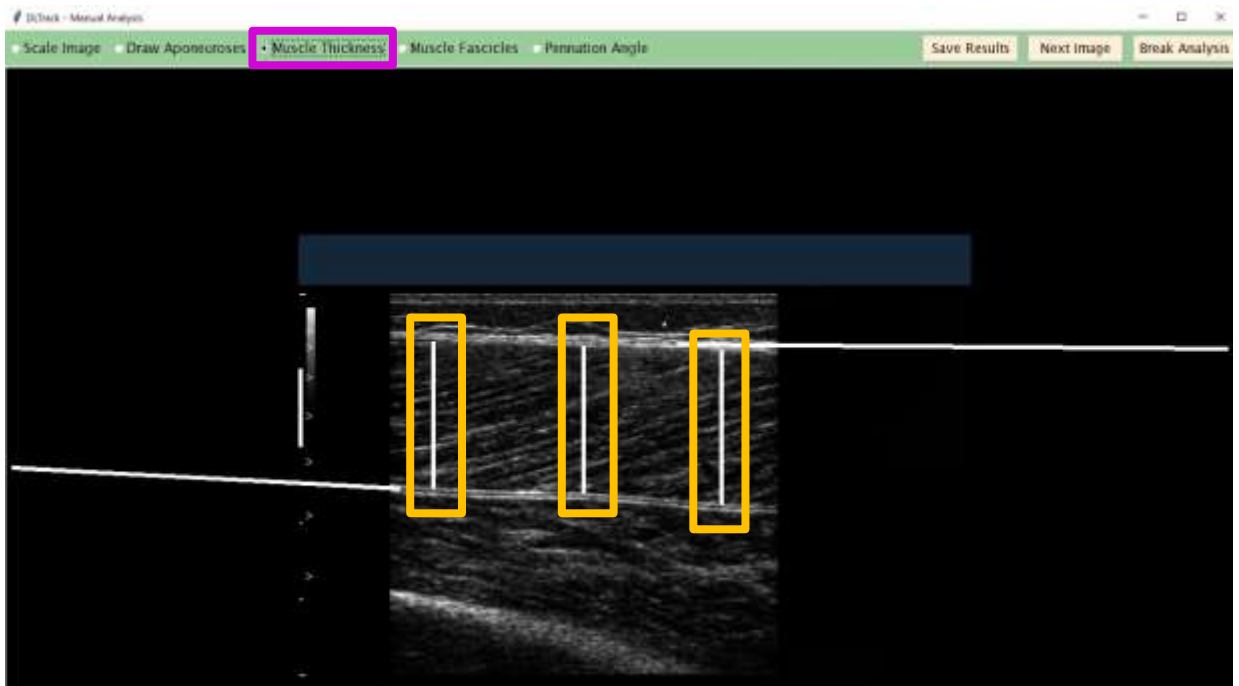 DLTrack - Manual Analysis
Scale Image Draw Aponeuroses Muscle Thickness Muscle Fascicles Pennation Angle Save Results Next Image Break Analysis